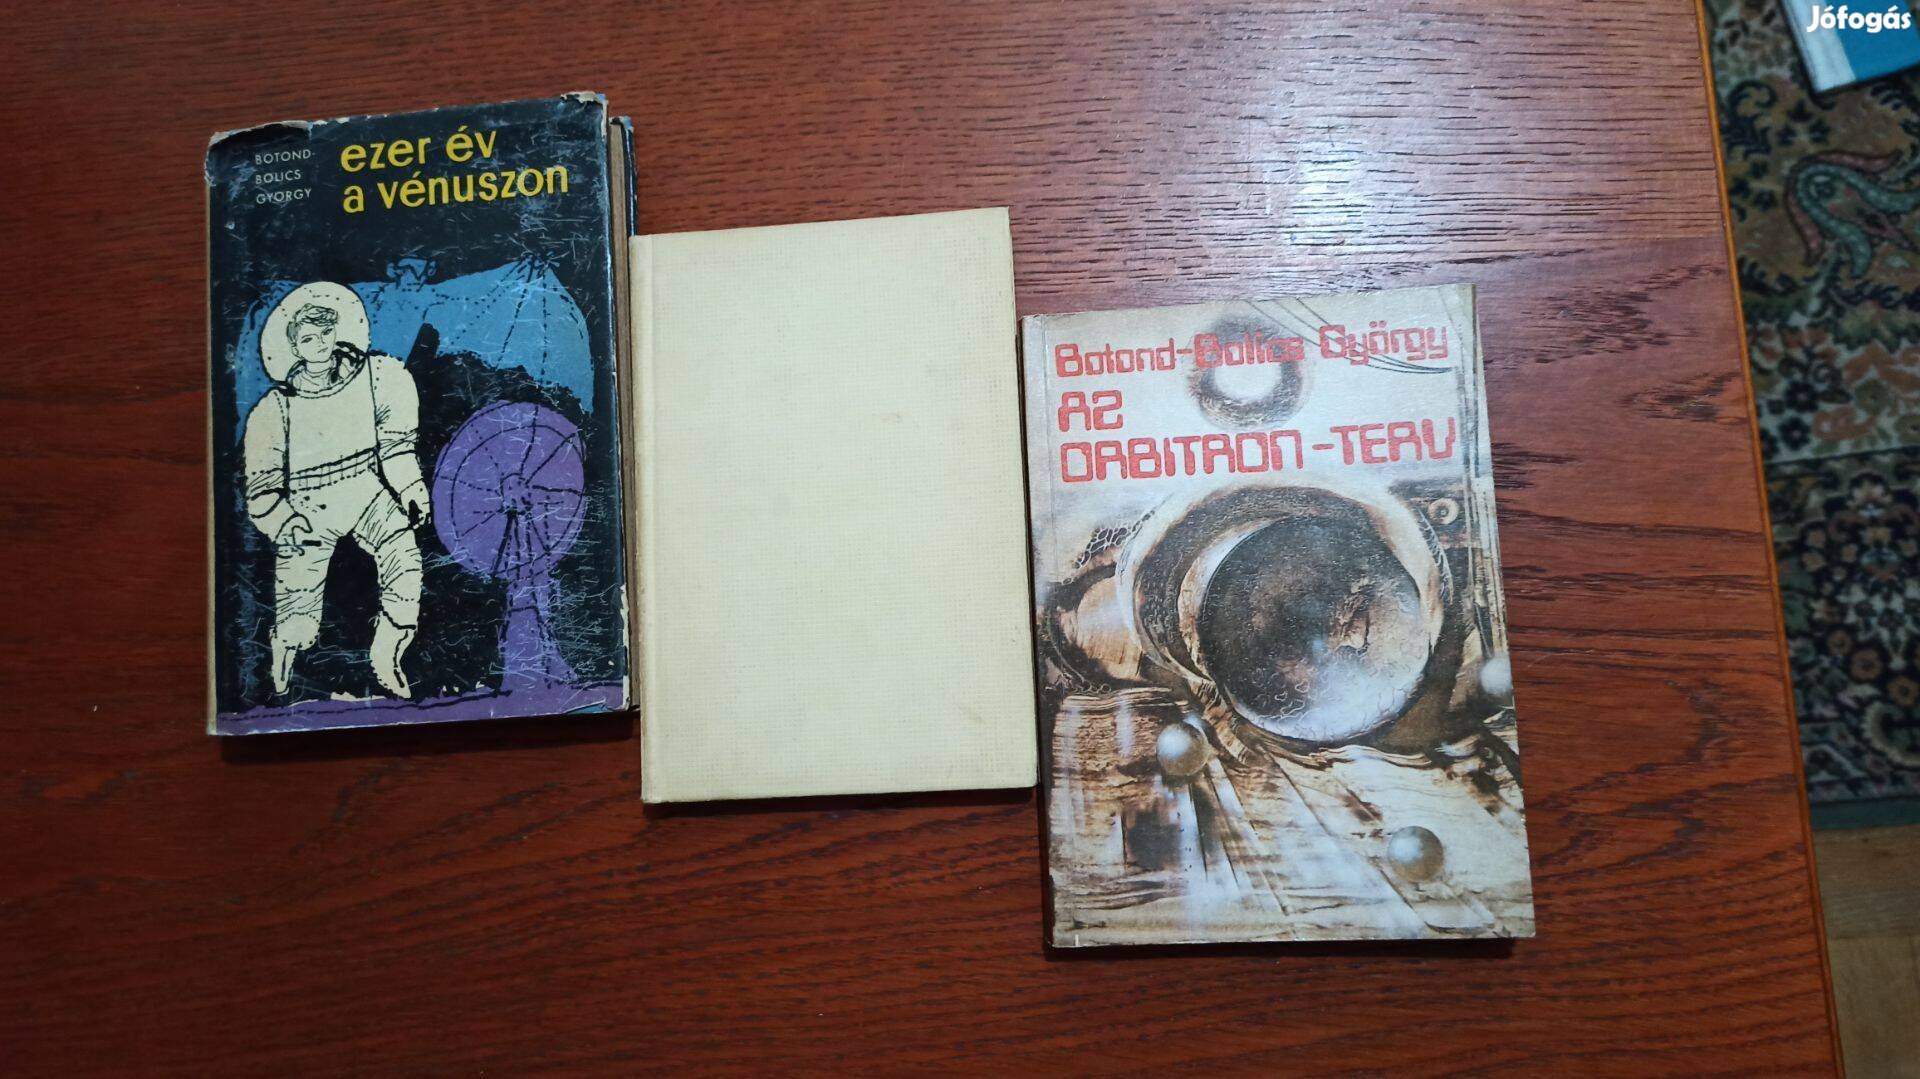 Jófogás
BOTOND-
BOLICS
GYÖRGY
ezer év
a vénuszon
Botond-Bolics György
AZ
ORBITRON-TERV